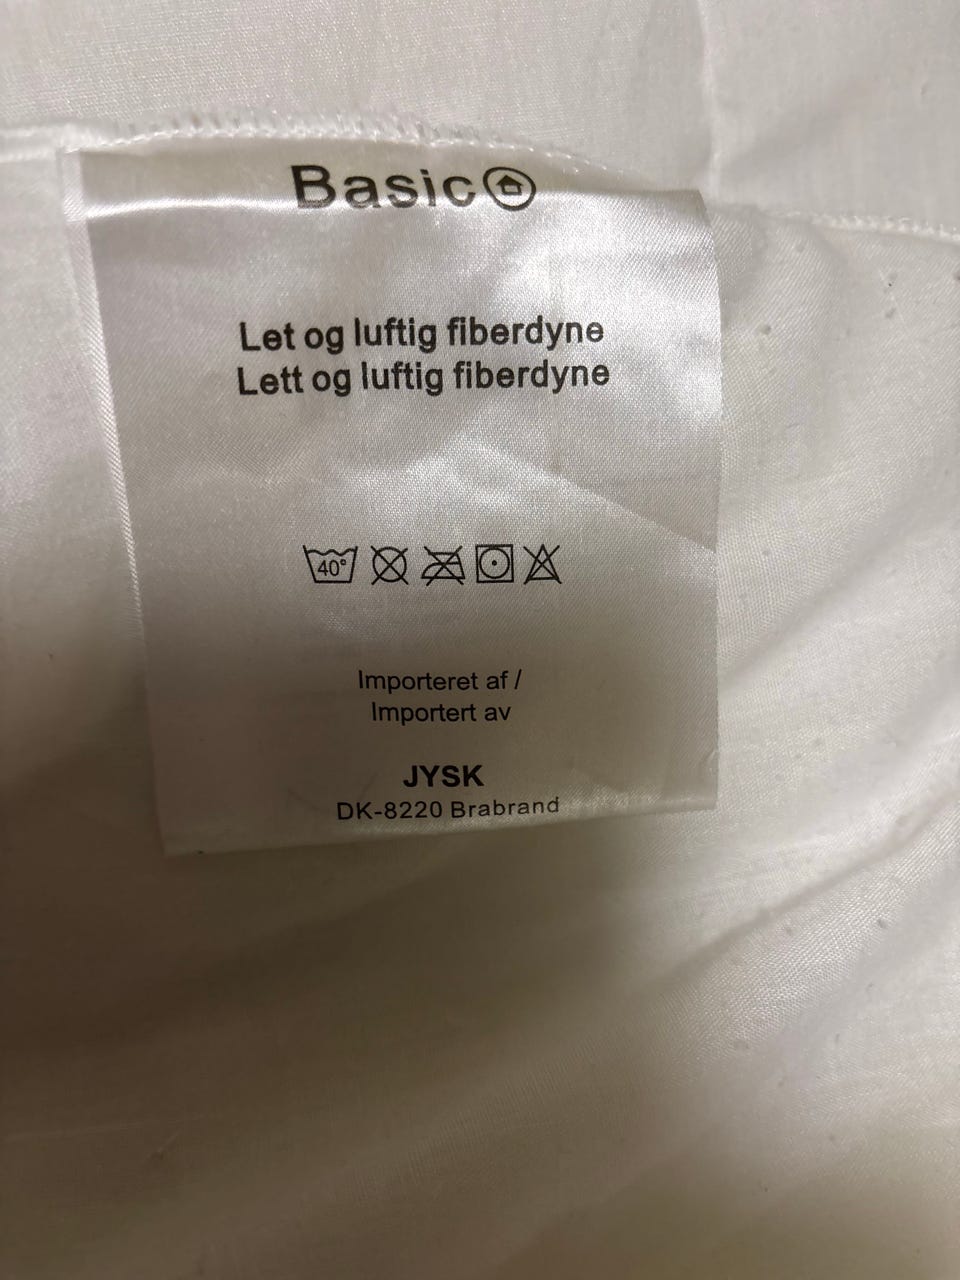 Basic
Let og luftig fiberdyne
Lett og luftig fiberdyne
40°
Importeret af /
Importert av
JYSK
DK-8220 Brabrand